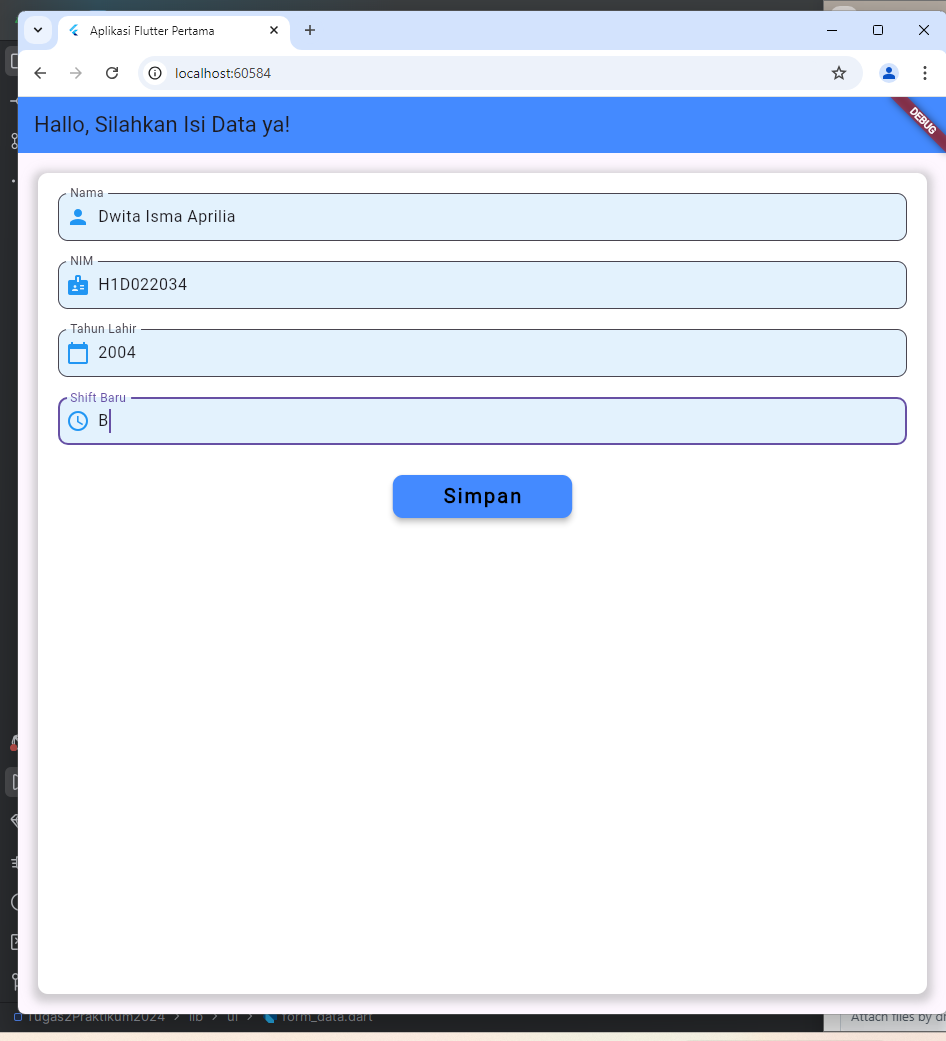 Aplikasi Flutter Pertama
localhost:60584
Hallo, Silahkan Isi Data ya!
DEBUG
Nama
Dwita Isma Aprilia
NIM
H1D022034
Tahun Lahir
2004
Shift Baru
B
Simpan
Tugas2Praktikum2024 > lib > ui > form_data.dart
Attach files by dr